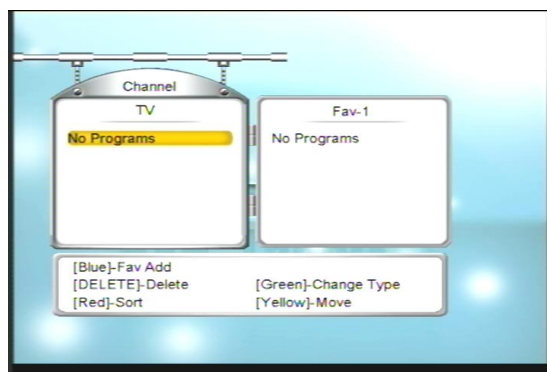 Channel
TV
No Programs
Fav-1
No Programs
[Blue]-Fav Add
[DELETE]-Delete
[Green]-Change Type
[Red]-Sort
[Yellow]-Move